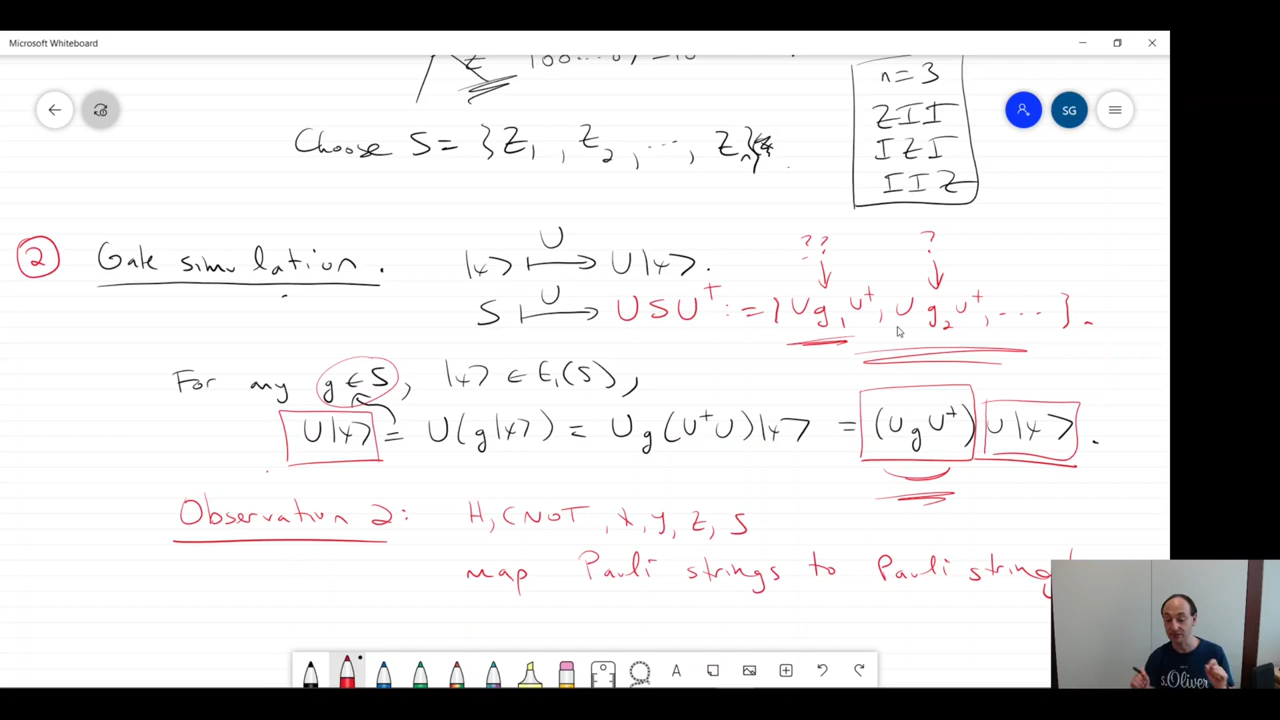 Microsoft Whiteboard
n=3
ZII
IZI
IIZ
SG
Choose S = {Z₁, Z₂, ..., Zₙ}.
② Gate simulation. |ψ> ↦ᵁ U|ψ>.
S ↦ᵁ USU† := {Ug₁U†, Ug₂U†, ....}.
?? ?
For any g ∈ S, |ψ> ∈ E₁(S),
U|ψ> = U(g|ψ>) = Ug(U†U)|ψ> = (UgU†) U|ψ>.
Observation 2: H, CNOT, X, Y, Z, S
map Pauli strings to Pauli strings
A
s.Oliver